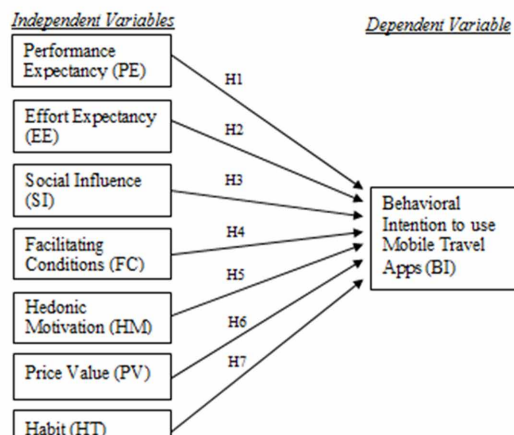 Independent Variables
Dependent Variable
Performance
Expectancy (PE)
H1
Effort Expectancy
(EE)
H2
Social Influence
(SI)
H3
Behavioral
Intention to use
Mobile Travel
Apps (BI)
Facilitating
Conditions (FC)
H4
Hedonic
Motivation (HM)
H5
Price Value (PV)
H6
Habit (HT)
H7